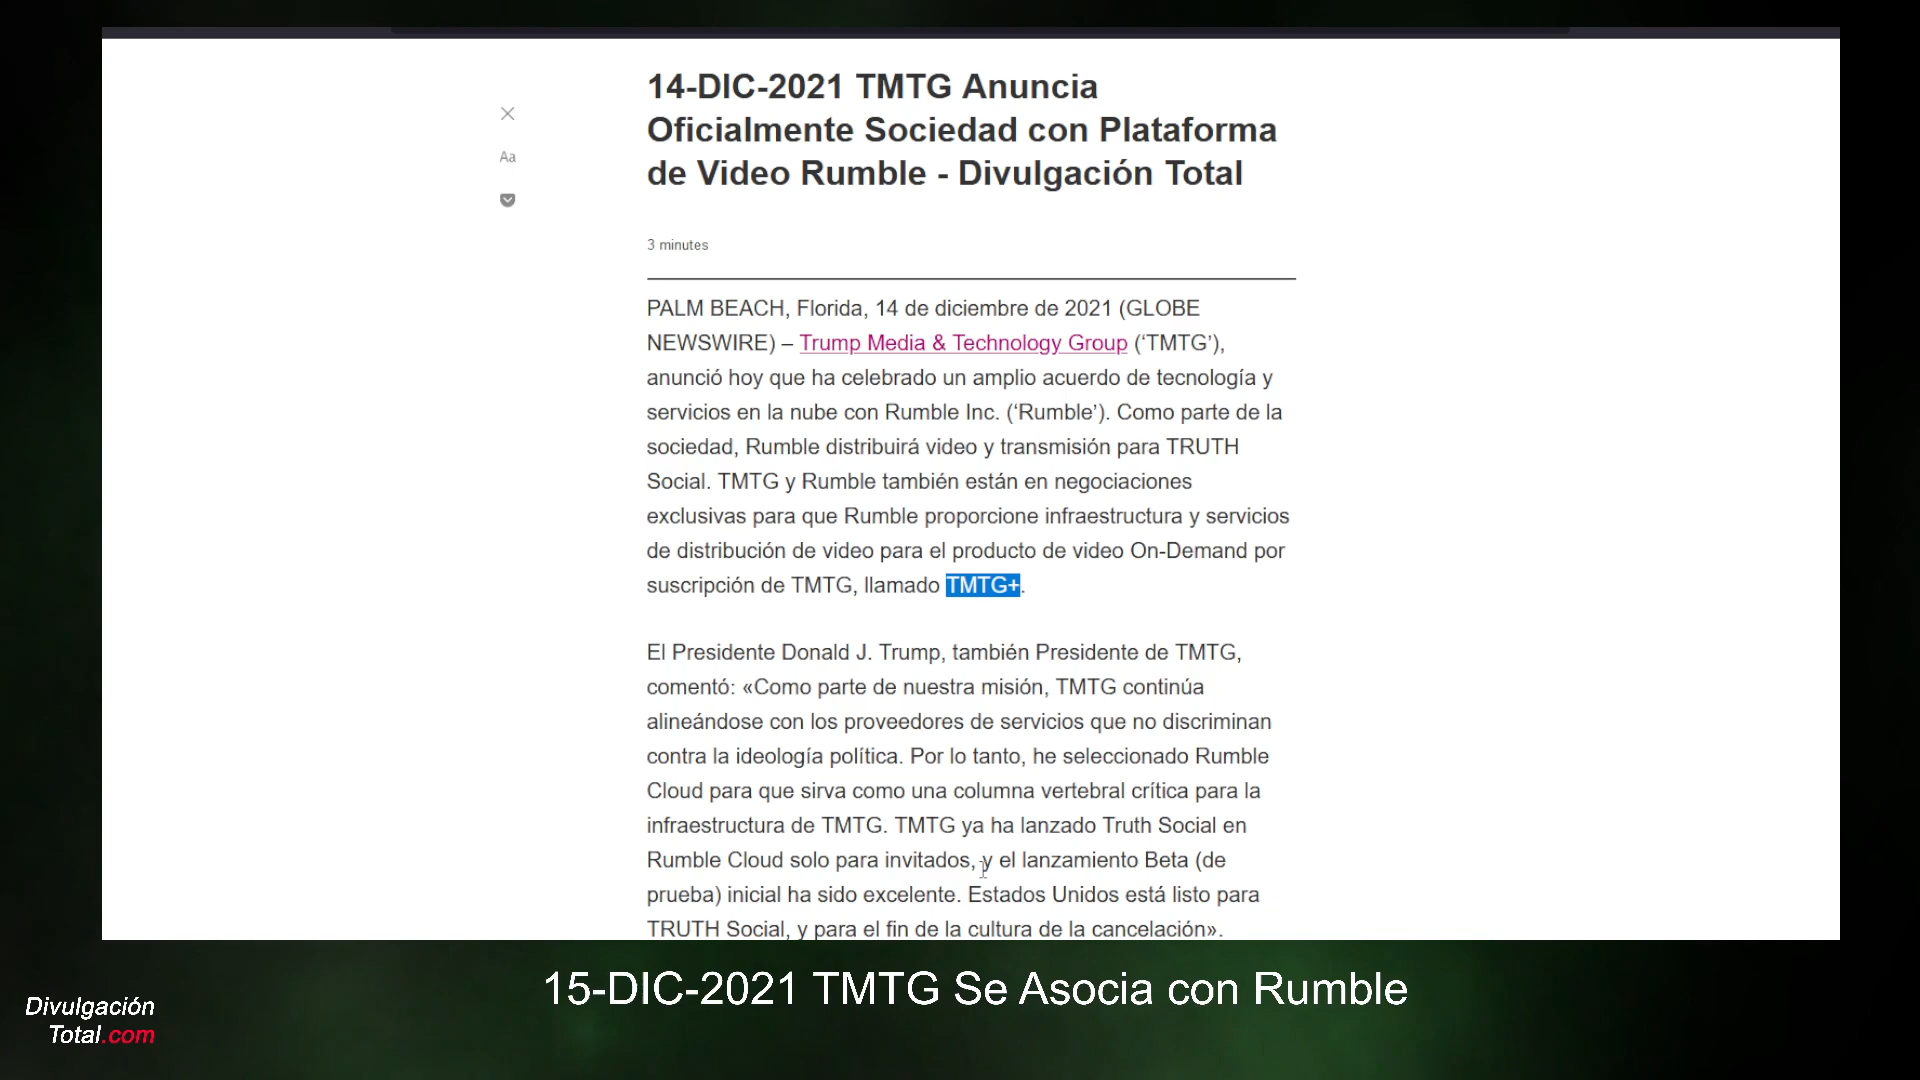 14-DIC-2021 TMTG Anuncia
Oficialmente Sociedad con Plataforma
de Video Rumble - Divulgación Total
Aa
3 minutes
PALM BEACH, Florida, 14 de diciembre de 2021 (GLOBE
NEWSWIRE) – Trump Media & Technology Group (‘TMTG’),
anunció hoy que ha celebrado un amplio acuerdo de tecnología y
servicios en la nube con Rumble Inc. (‘Rumble’). Como parte de la
sociedad, Rumble distribuirá video y transmisión para TRUTH
Social. TMTG y Rumble también están en negociaciones
exclusivas para que Rumble proporcione infraestructura y servicios
de distribución de video para el producto de video On-Demand por
suscripción de TMTG, llamado TMTG+.
El Presidente Donald J. Trump, también Presidente de TMTG,
comentó: «Como parte de nuestra misión, TMTG continúa
alineándose con los proveedores de servicios que no discriminan
contra la ideología política. Por lo tanto, he seleccionado Rumble
Cloud para que sirva como una columna vertebral crítica para la
infraestructura de TMTG. TMTG ya ha lanzado Truth Social en
Rumble Cloud solo para invitados, y el lanzamiento Beta (de
prueba) inicial ha sido excelente. Estados Unidos está listo para
TRUTH Social, y para el fin de la cultura de la cancelación».
15-DIC-2021 TMTG Se Asocia con Rumble
Divulgación
Total.com